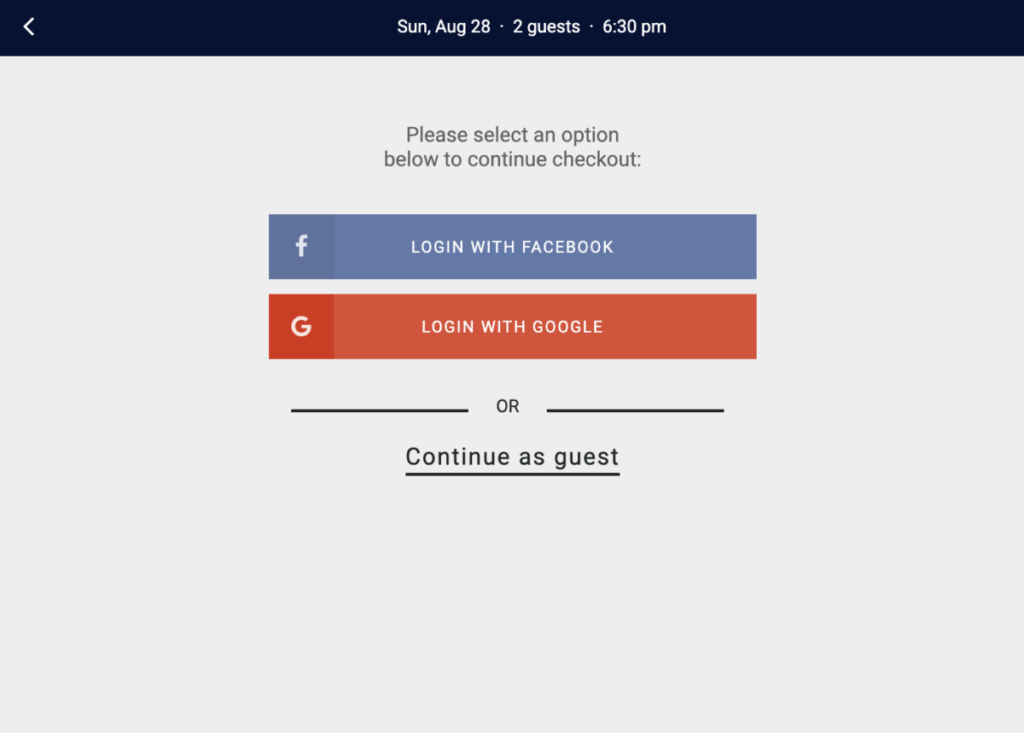 Sun, Aug 28 · 2 guests · 6:30 pm
Please select an option
below to continue checkout:
f
LOGIN WITH FACEBOOK
G
LOGIN WITH GOOGLE
OR
Continue as guest